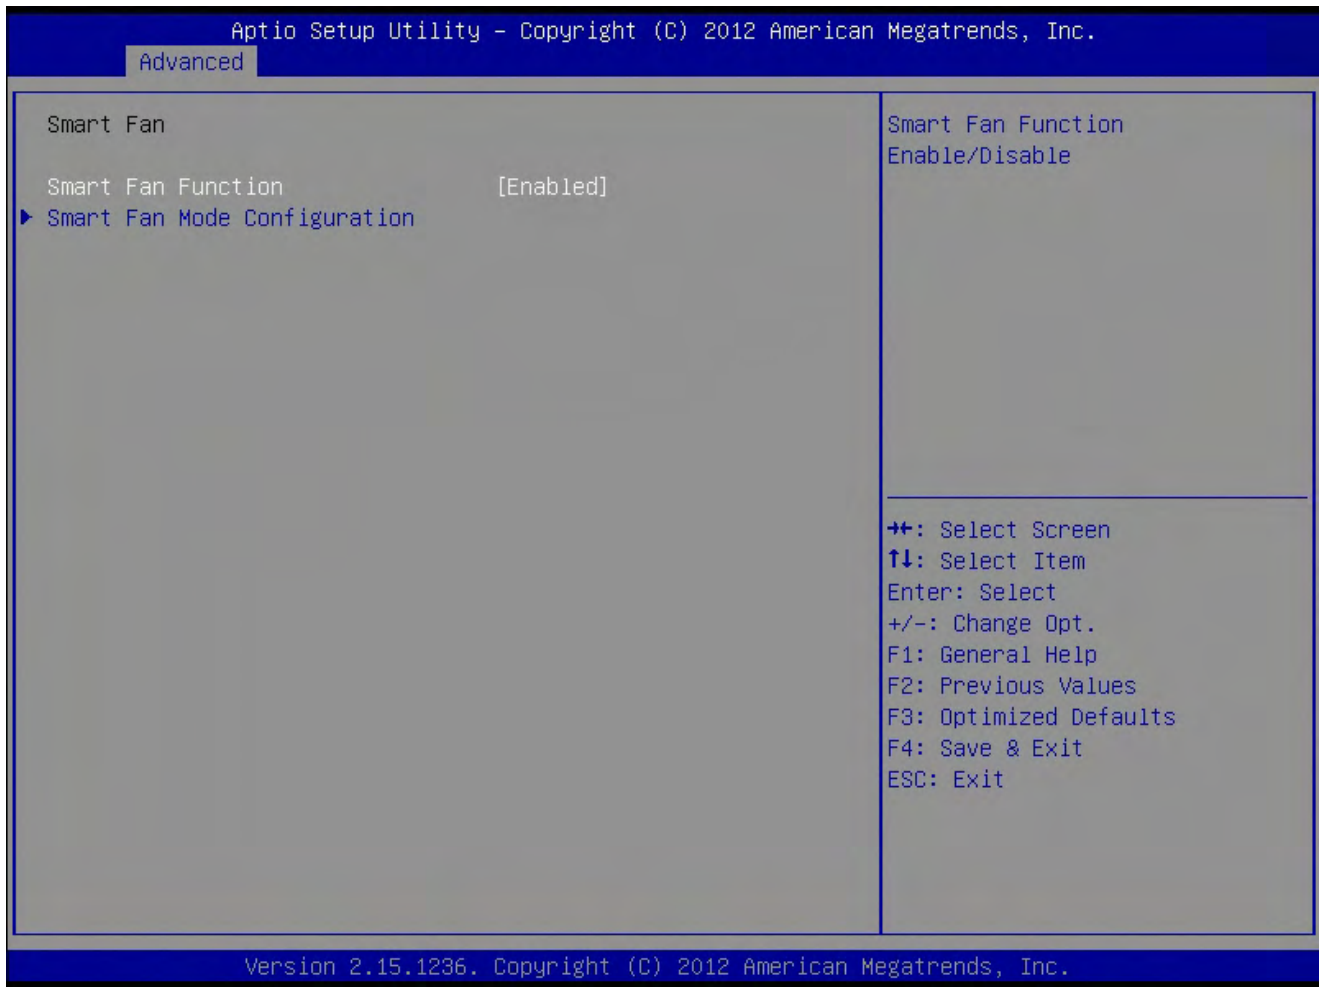 Aptio Setup Utility – Copyright (C) 2012 American Megatrends, Inc.
Advanced
Smart Fan
Smart Fan Function [Enabled]
▶ Smart Fan Mode Configuration
Smart Fan Function
Enable/Disable
→←: Select Screen
↑↓: Select Item
Enter: Select
+/-: Change Opt.
F1: General Help
F2: Previous Values
F3: Optimized Defaults
F4: Save & Exit
ESC: Exit
Version 2.15.1236. Copyright (C) 2012 American Megatrends, Inc.